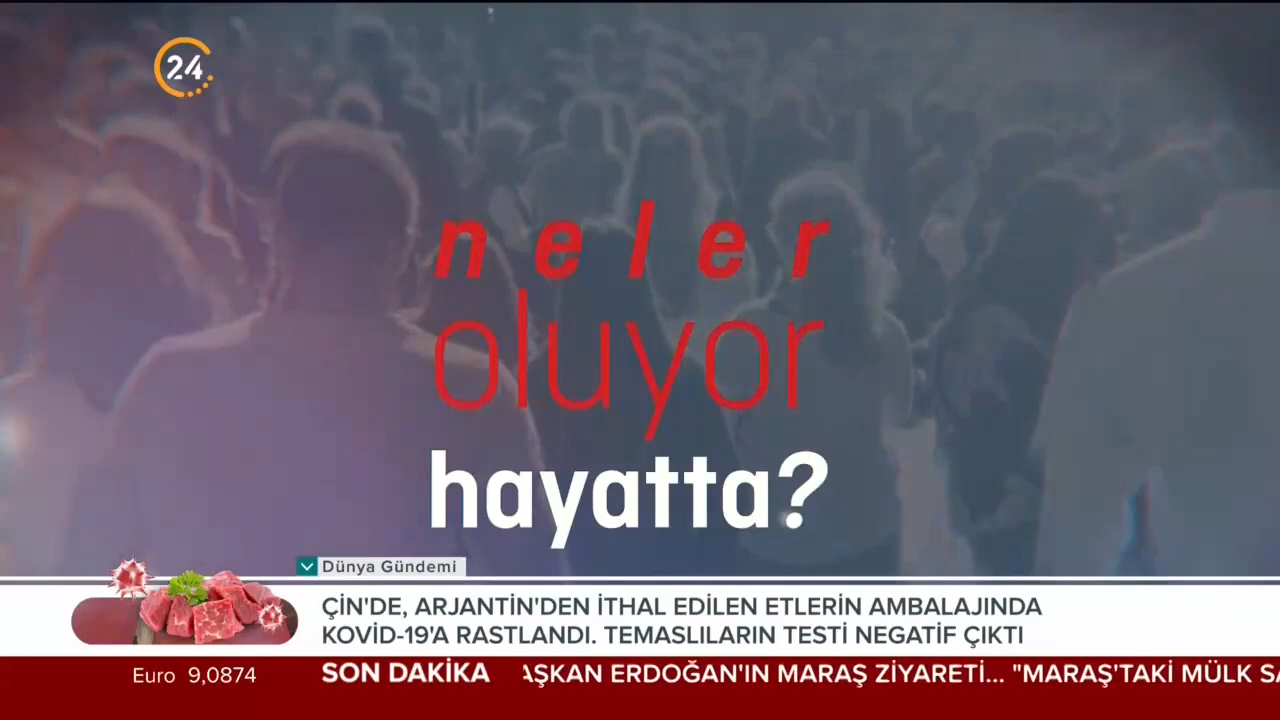 24
neler
oluyor
hayatta?
Dünya Gündemi
ÇİN'DE, ARJANTİN'DEN İTHAL EDİLEN ETLERİN AMBALAJINDA
KOVİD-19'A RASTLANDI. TEMASLILARIN TESTİ NEGATİF ÇIKTI
Euro 9,0874
SON DAKİKA
AŞKAN ERDOĞAN'IN MARAŞ ZİYARETİ... "MARAŞ'TAKİ MÜLK